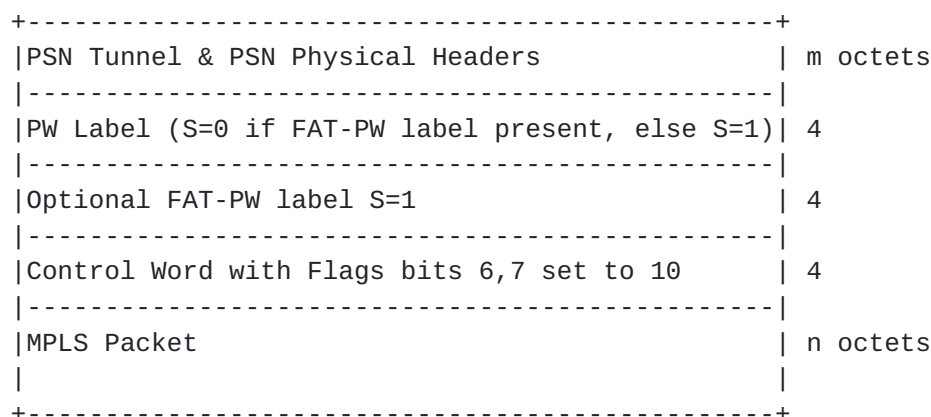 +-----------------------------------------------+
|PSN Tunnel & PSN Physical Headers              | m octets
|-----------------------------------------------|
|PW Label (S=0 if FAT-PW label present, else S=1)| 4
|-----------------------------------------------|
|Optional FAT-PW label S=1                      | 4
|-----------------------------------------------|
|Control Word with Flags bits 6,7 set to 10     | 4
|-----------------------------------------------|
|MPLS Packet                                    | n octets
|                                               |
+-----------------------------------------------+